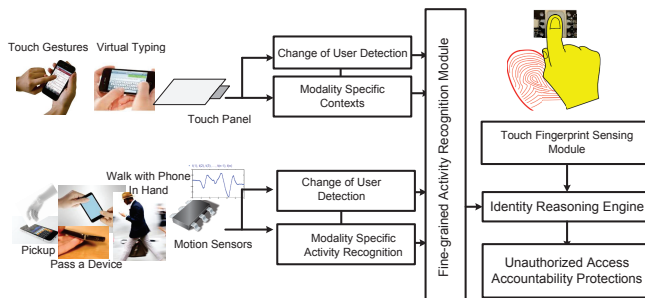 Touch Gestures
Virtual Typing
Touch Panel
Change of User Detection
Modality Specific
Contexts
Walk with Phone
In Hand
Pickup
Pass a Device
Motion Sensors
Change of User
Detection
Modality Specific
Activity Recognition
Fine-grained Activity Recognition Module
Touch Fingerprint Sensing
Module
Identity Reasoning Engine
Unauthorized Access
Accountability Protections